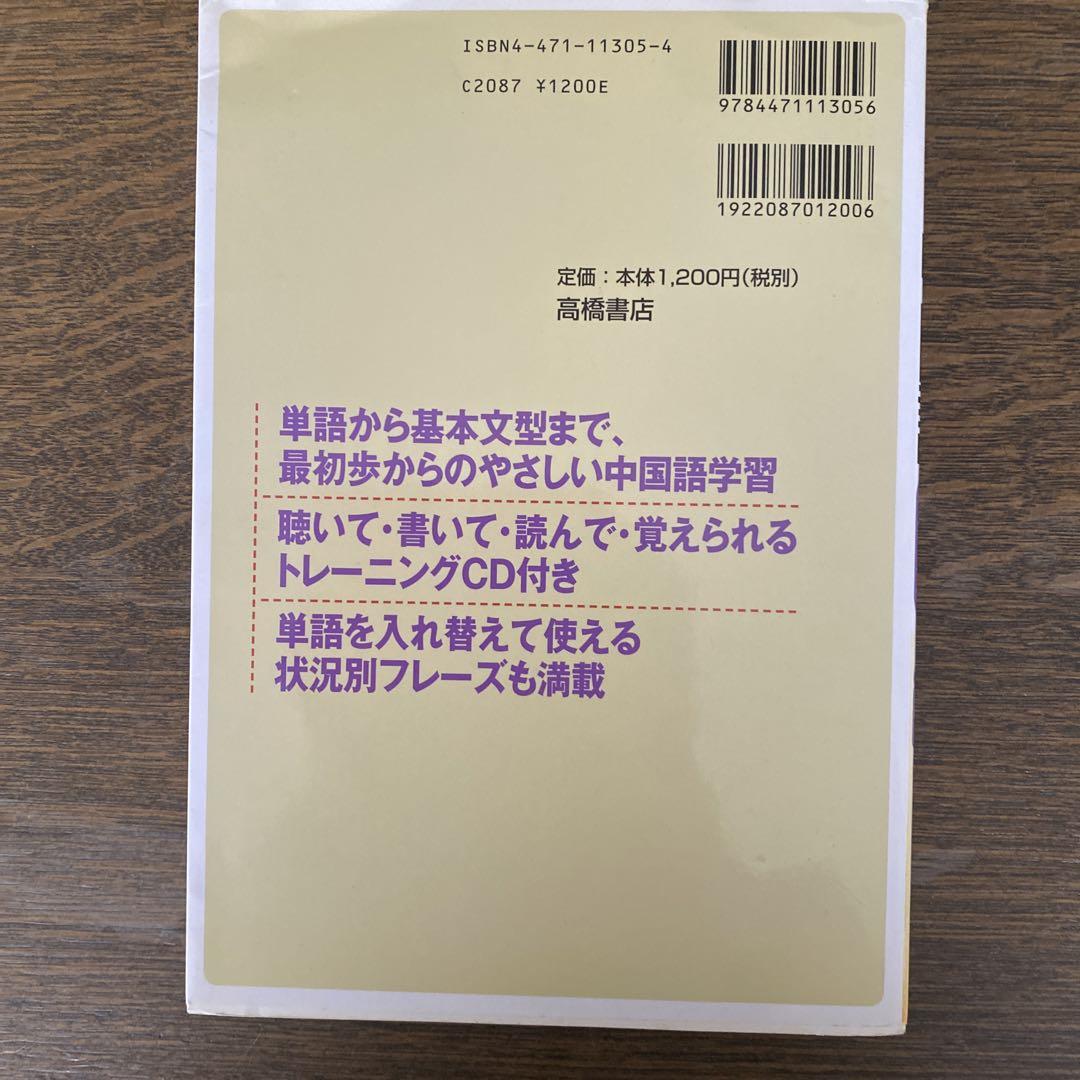 ISBN4-471-11305-4
C2087 ¥1200E
9784471113056
1922087012006
定価：本体1,200円(税別)
高橋書店
単語から基本文型まで、
最初歩からのやさしい中国語学習
聴いて・書いて・読んで・覚えられる
トレーニングCD付き
単語を入れ替えて使える
状況別フレーズも満載